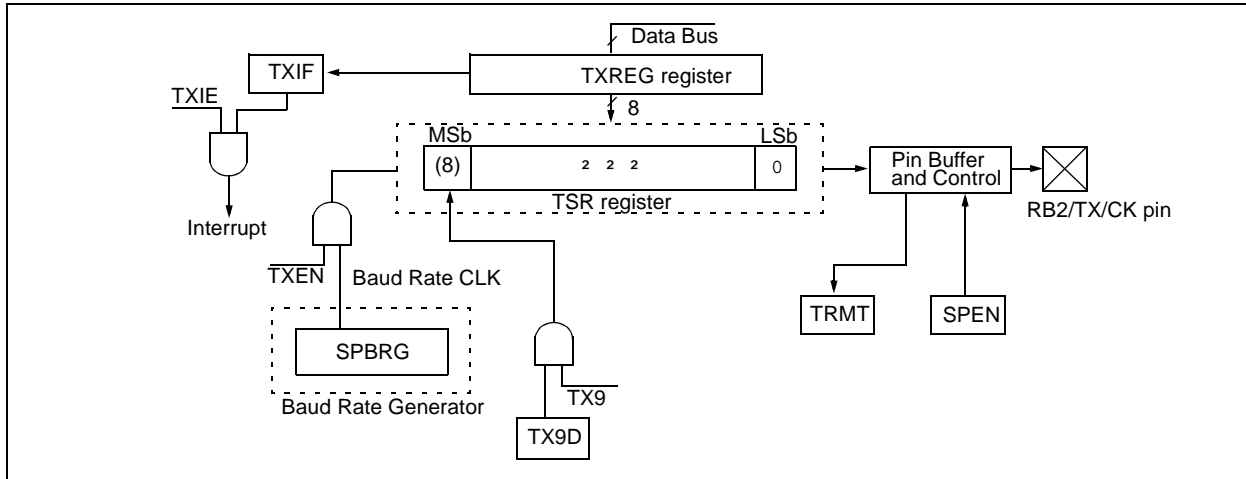 Data Bus
TXIF
TXREG register
TXIE
8
MSb
LSb
(8)
² ² ²
0
Pin Buffer
and Control
TSR register
RB2/TX/CK pin
Interrupt
TXEN
Baud Rate CLK
TRMT
SPEN
SPBRG
TX9
Baud Rate Generator
TX9D